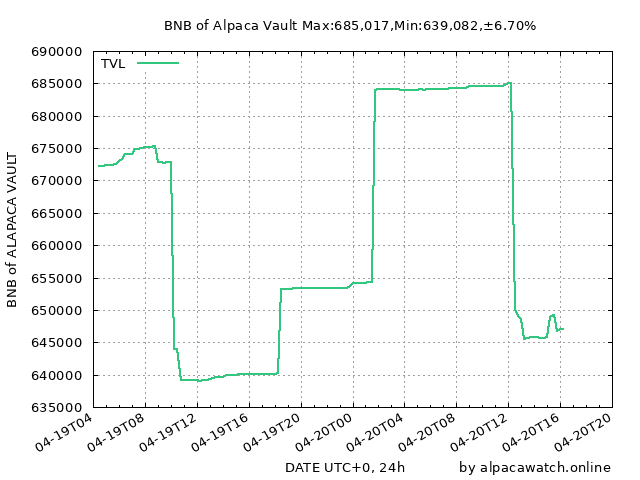 BNB of Alpaca Vault Max:685,017,Min:639,082,±6.70%
TVL
690000
685000
680000
675000
670000
665000
660000
655000
650000
645000
640000
635000
BNB of ALAPACA VAULT
04-19T04
04-19T08
04-19T12
04-19T16
04-19T20
04-20T00
04-20T04
04-20T08
04-20T12
04-20T16
04-20T20
DATE UTC+0, 24h
by alpacawatch.online